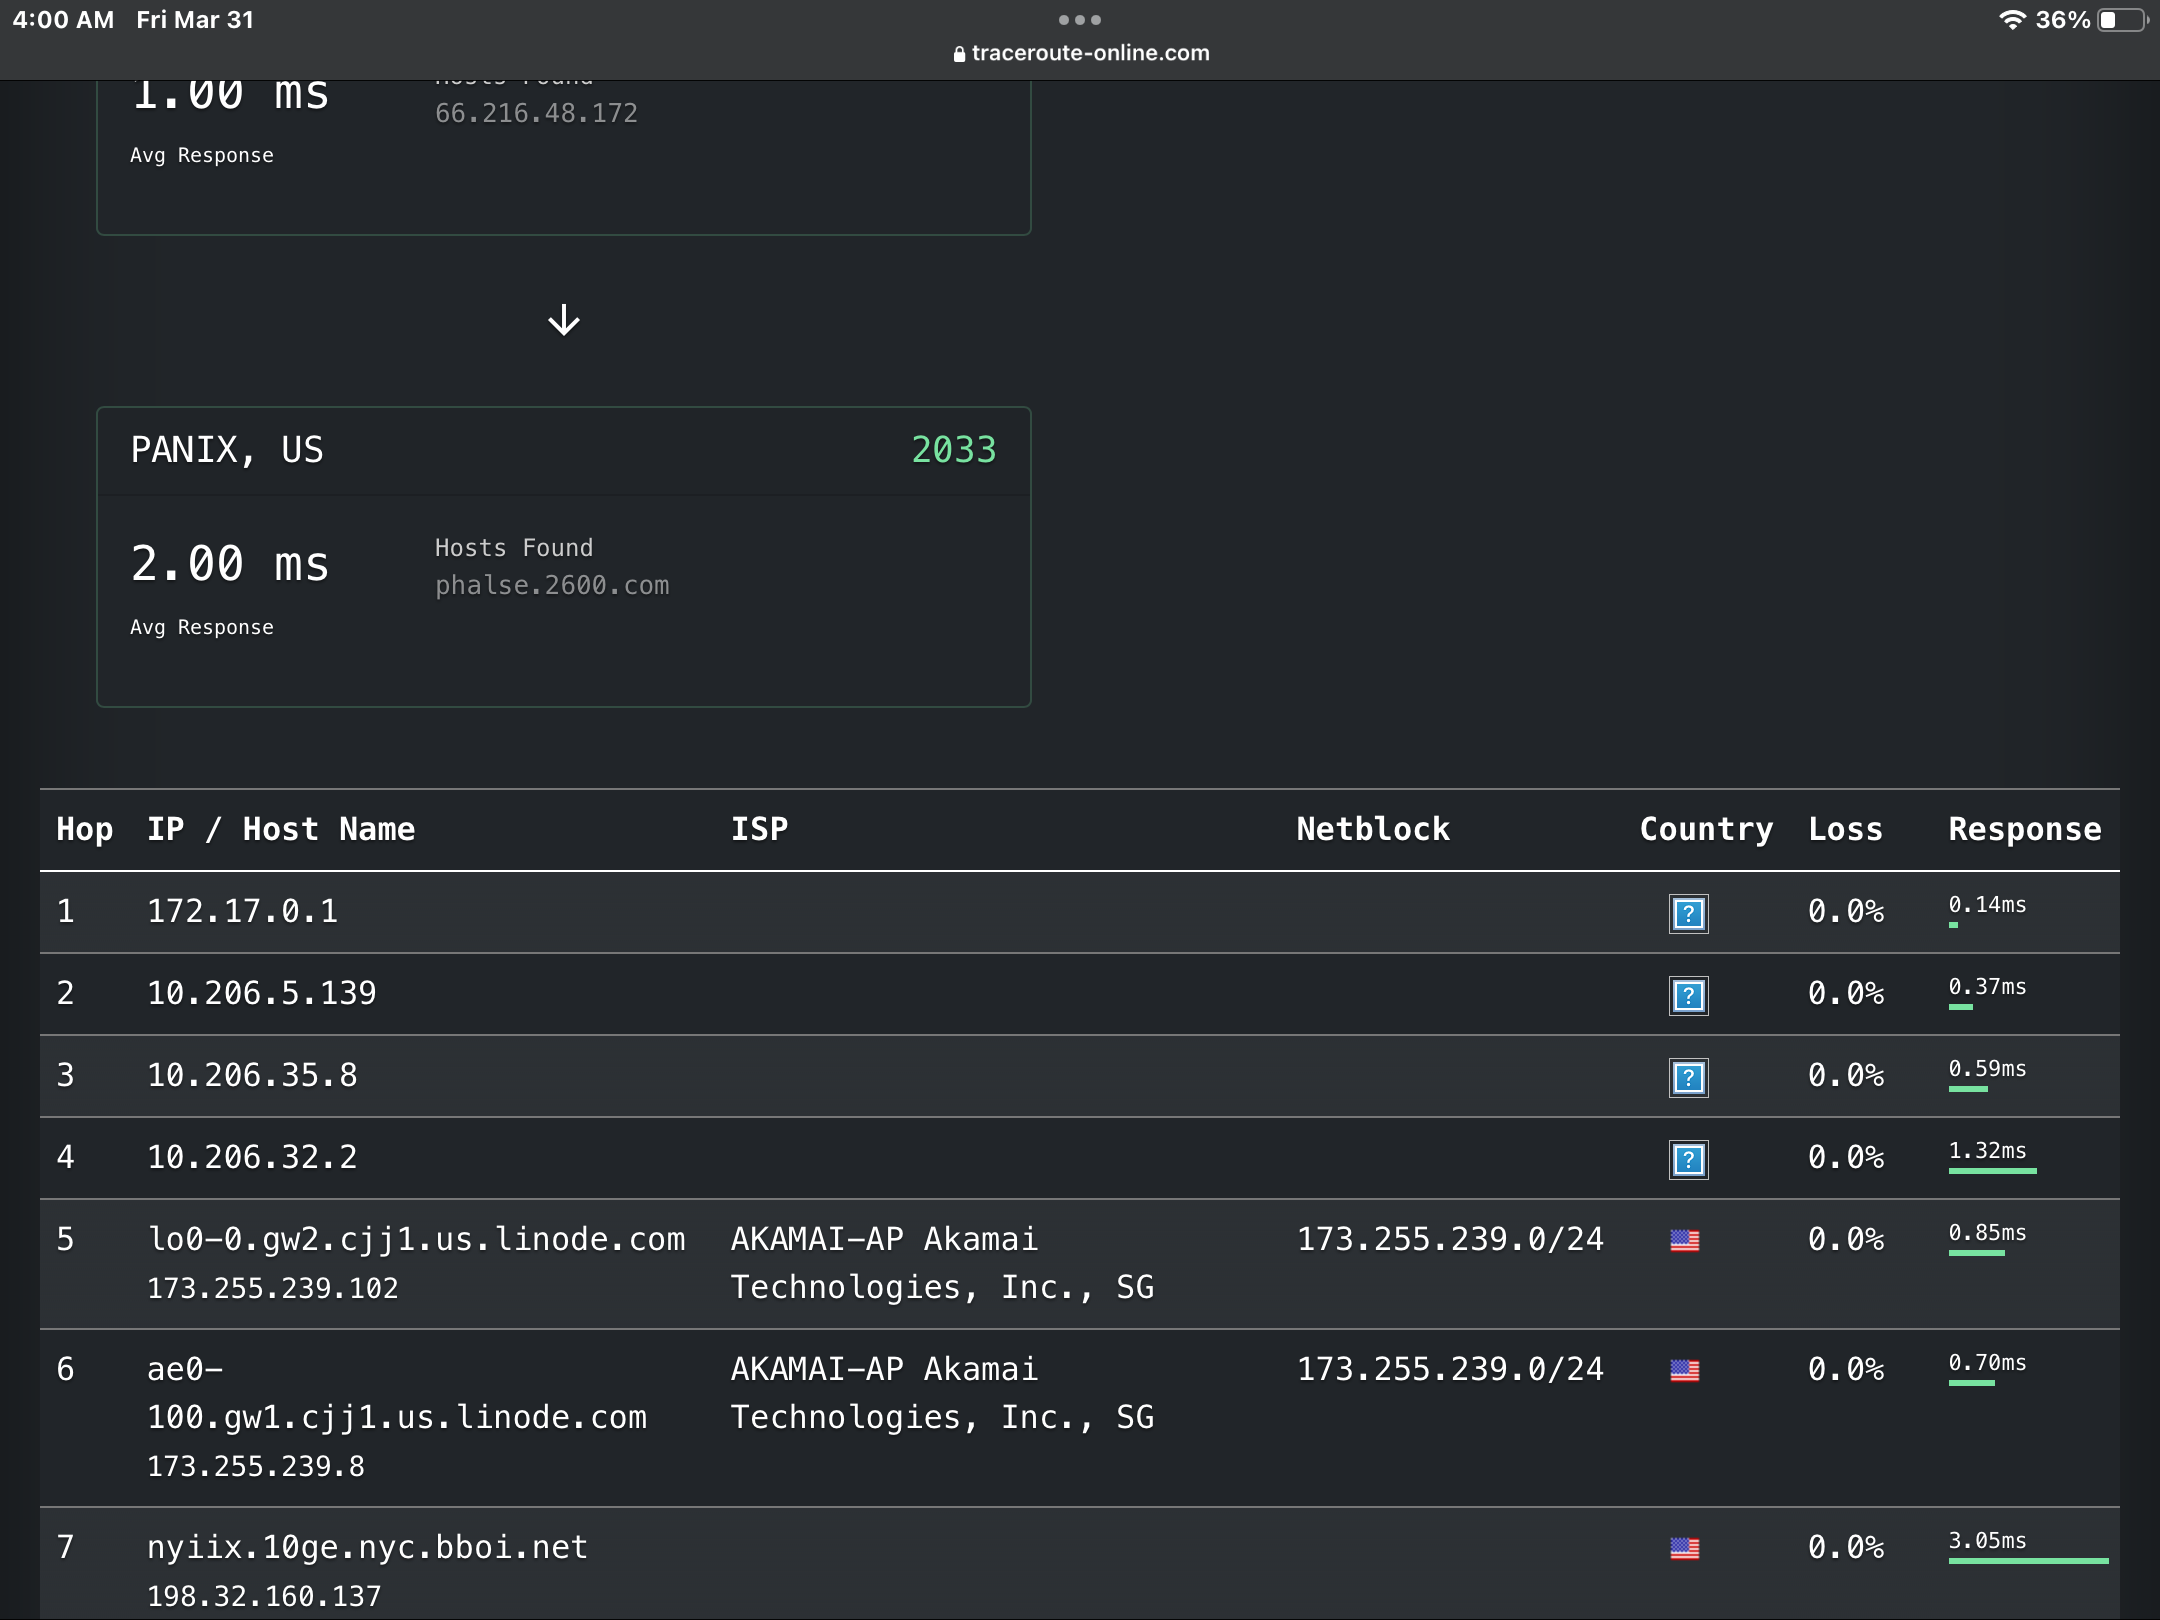 4:00 AM Fri Mar 31
36%
traceroute-online.com
1.00 ms
Hosts Found
66.216.48.172
Avg Response
PANIX, US 2033
2.00 ms
Hosts Found
phalse.2600.com
Avg Response
Hop IP / Host Name ISP Netblock Country Loss Response
1 172.17.0.1 ? 0.0% 0.14ms
2 10.206.5.139 ? 0.0% 0.37ms
3 10.206.35.8 ? 0.0% 0.59ms
4 10.206.32.2 ? 0.0% 1.32ms
5 lo0-0.gw2.cjj1.us.linode.com AKAMAI-AP Akamai 173.255.239.0/24 0.0% 0.85ms
173.255.239.102 Technologies, Inc., SG
6 ae0- AKAMAI-AP Akamai 173.255.239.0/24 0.0% 0.70ms
100.gw1.cjj1.us.linode.com Technologies, Inc., SG
173.255.239.8
7 nyiix.10ge.nyc.bboi.net 0.0% 3.05ms
198.32.160.137